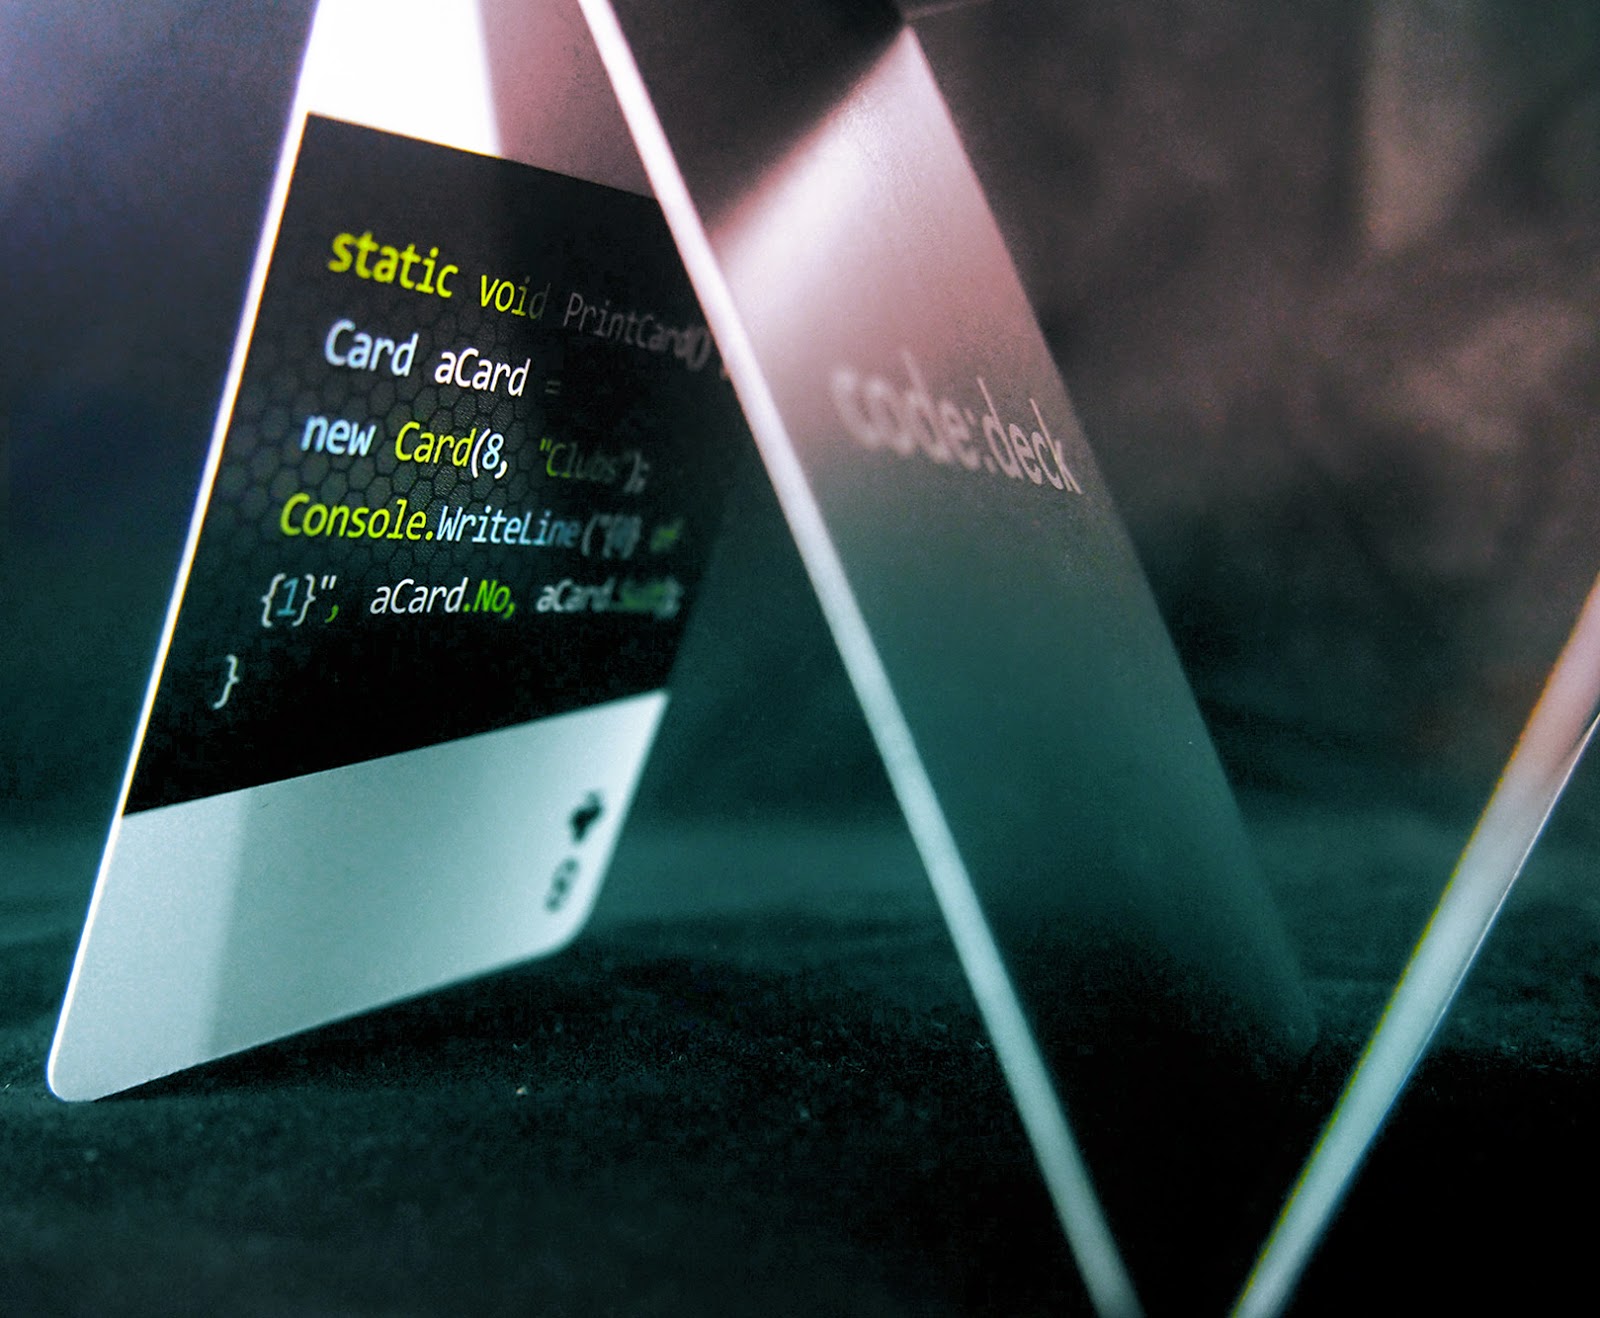 static void PrintCard()
Card aCard =
new Card(8, "Clubs");
Console.WriteLine("{0} of
{1}", aCard.No, aCard.Suit);
}
8
code:deck